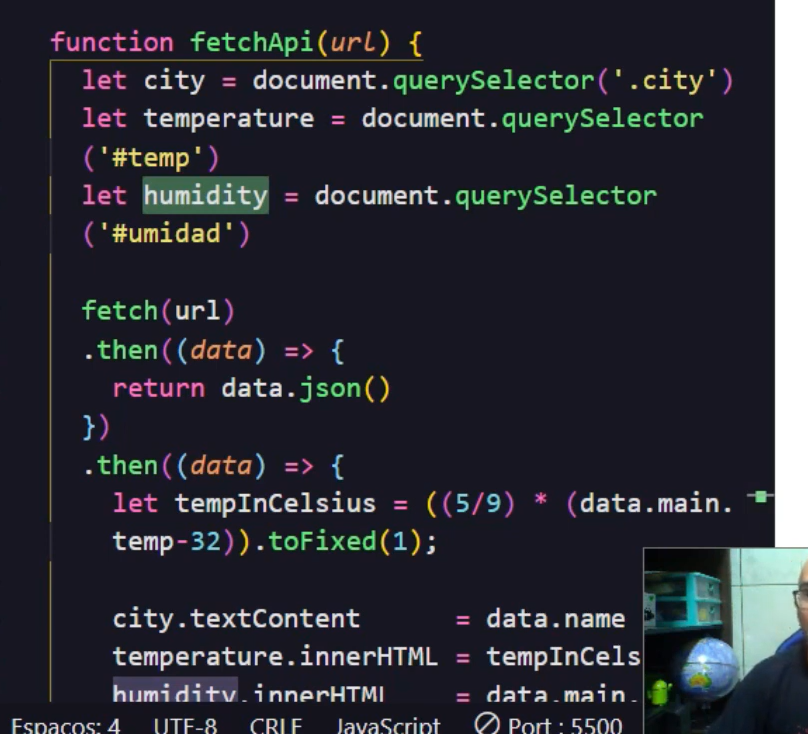 function fetchApi(url) {
let city = document.querySelector('.city')
let temperature = document.querySelector
('#temp')
let humidity = document.querySelector
('#umidad')
fetch(url)
.then((data) => {
return data.json()
})
.then((data) => {
let tempInCelsius = ((5/9) * (data.main.
temp-32)).toFixed(1);
city.textContent = data.name
temperature.innerHTML = tempInCels
humidity.innerHTML = data.main.
Espaços: 4 UTF-8 CRLF JavaScript Port : 5500